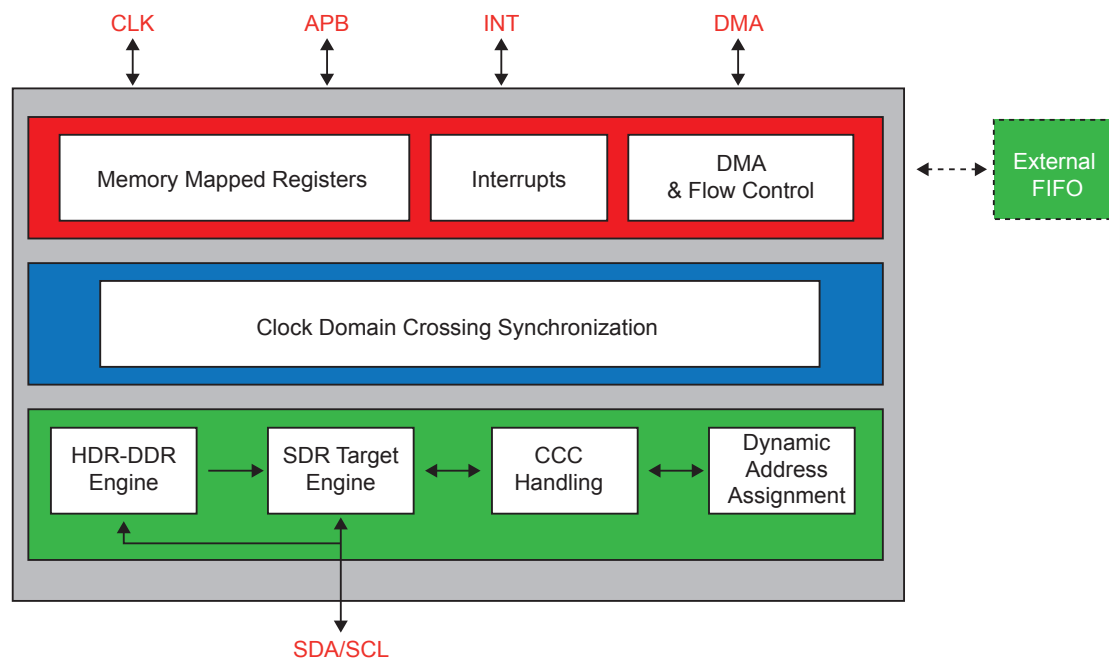 CLK
APB
INT
DMA
Memory Mapped Registers
Interrupts
DMA
& Flow Control
External
FIFO
Clock Domain Crossing Synchronization
HDR-DDR
Engine
SDR Target
Engine
CCC
Handling
Dynamic
Address
Assignment
SDA/SCL